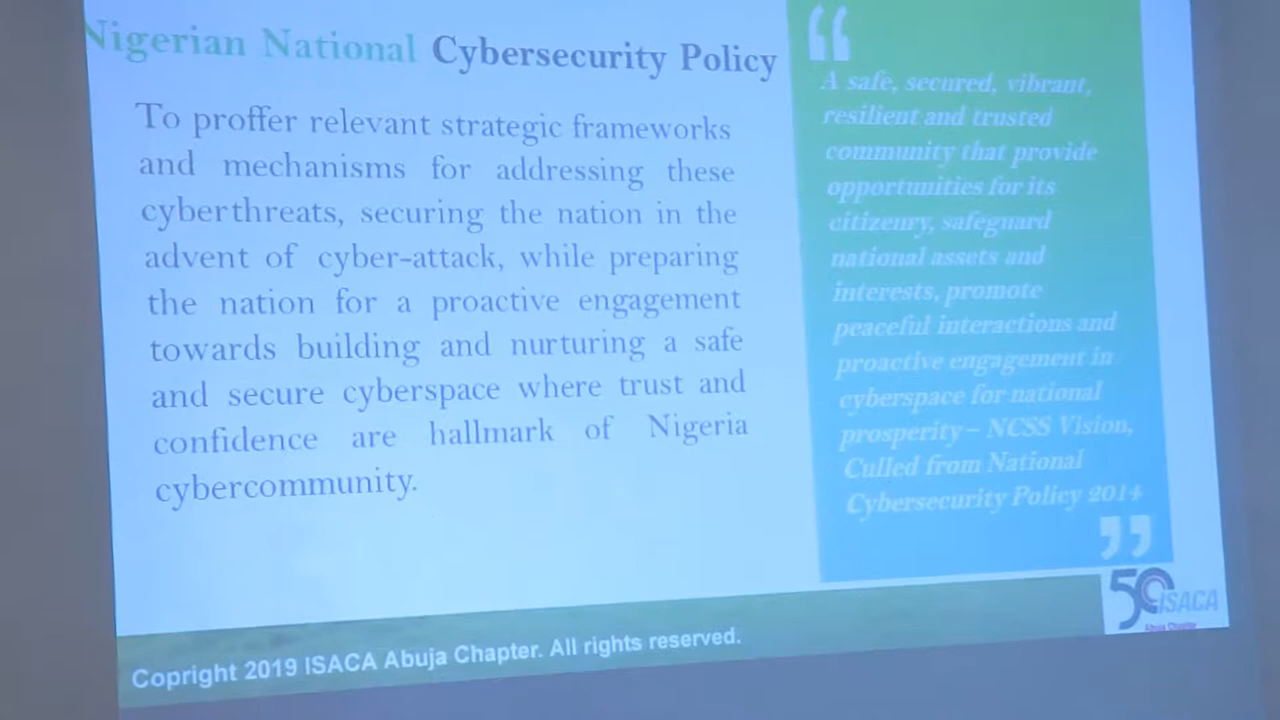 Nigerian National Cybersecurity Policy
To proffer relevant strategic frameworks
and mechanisms for addressing these
cyberthreats, securing the nation in the
advent of cyber-attack, while preparing
the nation for a proactive engagement
towards building and nurturing a safe
and secure cyberspace where trust and
confidence are hallmark of Nigeria
cybercommunity.
“
A safe, secured, vibrant,
resilient and trusted
community that provide
opportunities for its
citizenry, safeguard
national assets and
interests, promote
peaceful interactions and
proactive engagement in
cyberspace for national
prosperity – NCSS Vision,
Culled from National
Cybersecurity Policy 2014
”
50 ISACA
Abuja Chapter
Copright 2019 ISACA Abuja Chapter. All rights reserved.